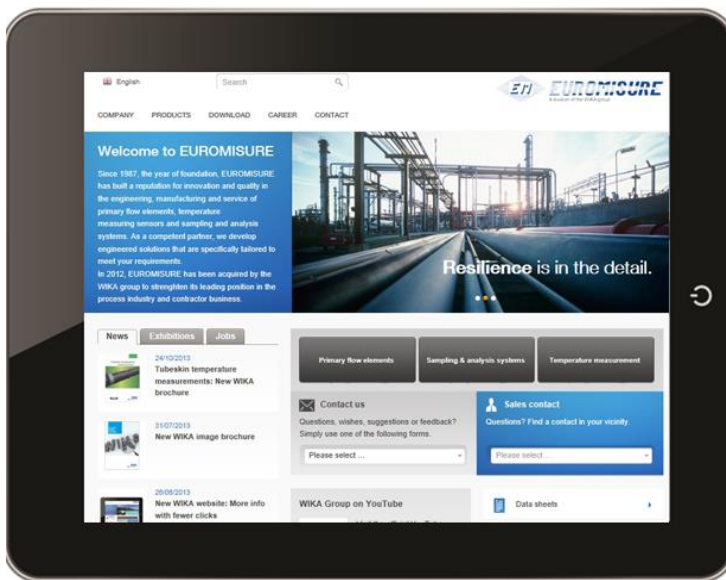 English
Search
ETI EUROMISURE
COMPANY PRODUCTS DOWNLOAD CAREER CONTACT
Welcome to EUROMISURE
Since 1987, the year of foundation, EUROMISURE
has built a reputation for innovation and quality in
the engineering, manufacturing and service of
primary flow elements, temperature
measuring sensors and sampling and analysis
systems. As a competent partner, we develop
engineered solutions that are specifically tailored to
meet your requirements.
In 2012, EUROMISURE has been acquired by the
WIKA group to strenghten its leading position in the
process industry and contractor business.
Resilience is in the detail.
News Exhibitions Jobs
24/10/2013
Tubeskin temperature
measurements: New WIKA
brochure
31/07/2013
New WIKA image brochure
26/06/2013
New WIKA website: More info
with fewer clicks
Primary flow elements Sampling & analysis systems Temperature measurement
Contact us
Questions, wishes, suggestions or feedback?
Simply use one of the following forms.
Please select ...
Sales contact
Questions? Find a contact in your vicinity.
Please select ...
WIKA Group on YouTube
Data sheets